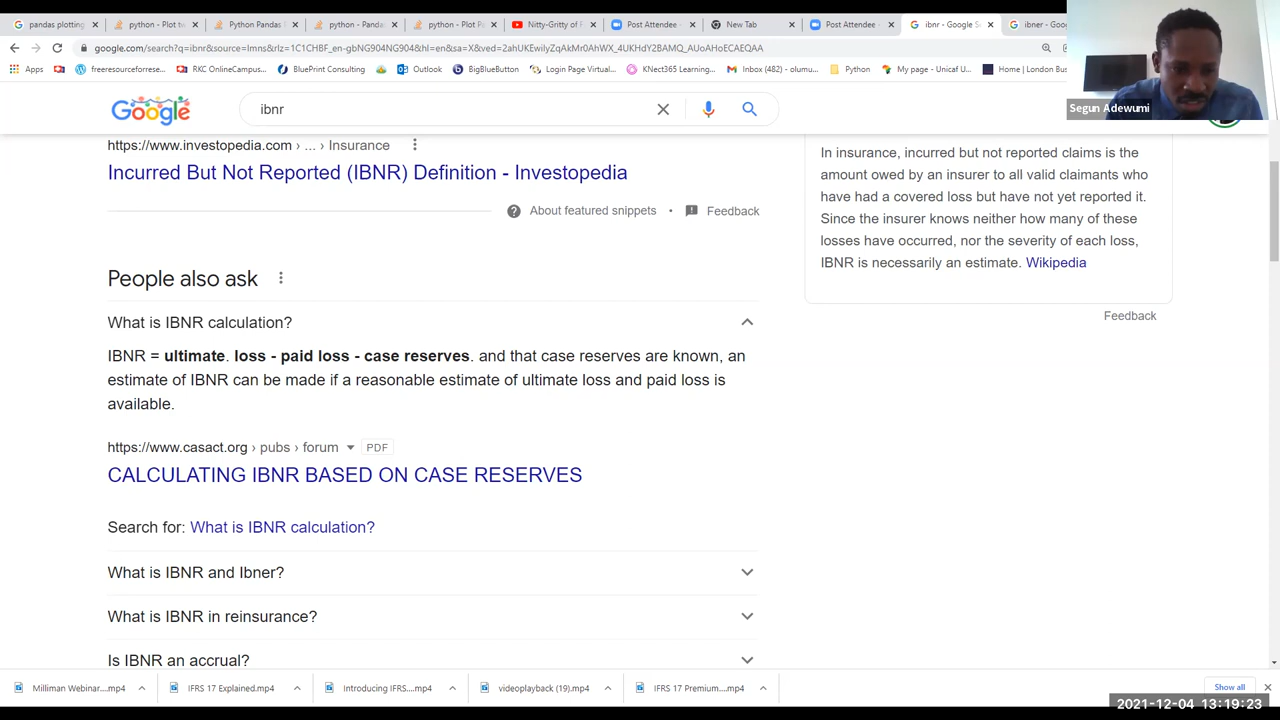 pandas plotting
python - Plot tw
Python Pandas
python - Panda
python - Plot P
Nitty-Gritty of
Post Attendee -
New Tab
Post Attendee -
ibnr - Google S
ibner - Goog
google.com/search?q=ibnr&source=lmns&rlz=1C1CHBF_en-gbNG904NG904&hl=en&sa=X&ved=2ahUKEwilyZqAkMr0AhWX_4UKHdY2BAMQ_AUoAHoECAEQAA
Apps
freeresourceforrese...
RKC OnlineCampus...
BluePrint Consulting
Outlook
BigBlueButton
Login Page Virtual...
KNect365 Learning...
Inbox (482) - olumu...
Python
My page - Unicaf U...
Home | London Bus
Segun Adewumi
Google
ibnr
https://www.investopedia.com › ... › Insurance
Incurred But Not Reported (IBNR) Definition - Investopedia
About featured snippets • Feedback
People also ask
What is IBNR calculation?
IBNR = ultimate. loss - paid loss - case reserves. and that case reserves are known, an
estimate of IBNR can be made if a reasonable estimate of ultimate loss and paid loss is
available.
https://www.casact.org › pubs › forum PDF
CALCULATING IBNR BASED ON CASE RESERVES
Search for: What is IBNR calculation?
What is IBNR and Ibner?
What is IBNR in reinsurance?
Is IBNR an accrual?
In insurance, incurred but not reported claims is the
amount owed by an insurer to all valid claimants who
have had a covered loss but have not yet reported it.
Since the insurer knows neither how many of these
losses have occurred, nor the severity of each loss,
IBNR is necessarily an estimate. Wikipedia
Feedback
Milliman Webinar....mp4
IFRS 17 Explained.mp4
Introducing IFRS....mp4
videoplayback (19).mp4
IFRS 17 Premium....mp4
Show all
2021-12-04 13:19:23